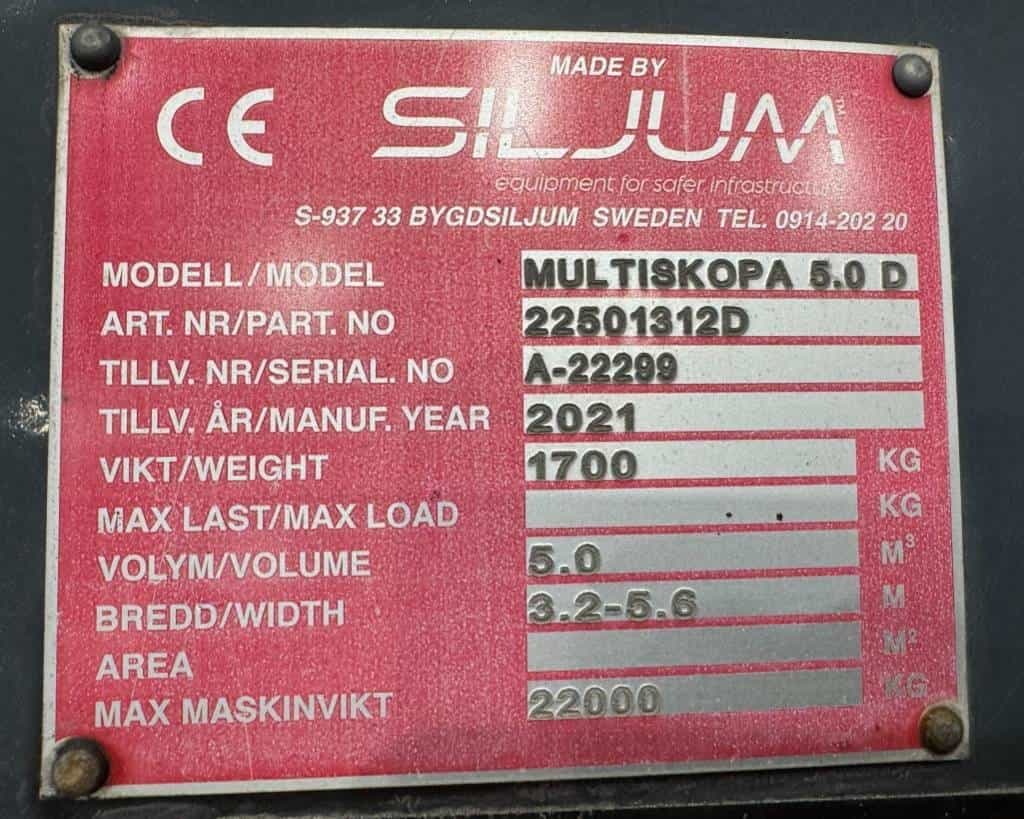 MADE BY
CE SILJUM™
equipment for safer infrastructure
S-937 33 BYGDSILJUM SWEDEN TEL. 0914-202 20
MODELL/MODEL MULTISKOPA 5.0 D
ART. NR/PART. NO 22501312D
TILLV. NR/SERIAL. NO A-22299
TILLV. ÅR/MANUF. YEAR 2021
VIKT/WEIGHT 1700 KG
MAX LAST/MAX LOAD KG
VOLYM/VOLUME 5.0 M³
BREDD/WIDTH 3.2-5.6 M
AREA M²
MAX MASKINVIKT 22000 KG